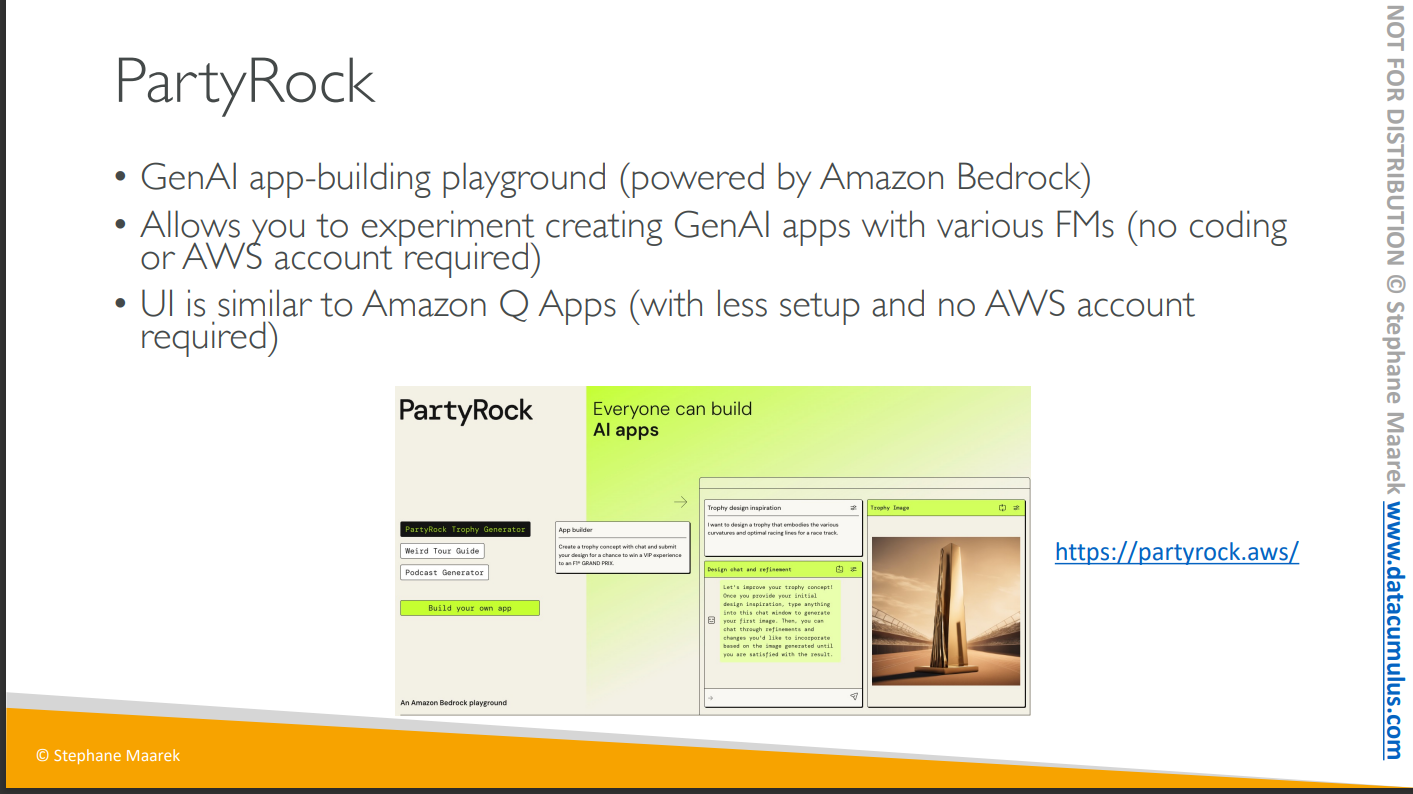 PartyRock
• GenAI app-building playground (powered by Amazon Bedrock)
• Allows you to experiment creating GenAI apps with various FMs (no coding
or AWS account required)
• UI is similar to Amazon Q Apps (with less setup and no AWS account
required)
PartyRock
Everyone can build
AI apps
PartyRock Trophy Generator
Weird Tour Guide
Podcast Generator
Build your own app
An Amazon Bedrock playground
App builder
Create a trophy concept with chat and submit
your design for a chance to win a VIP experience
to an F1® GRAND PRIX.
Trophy design inspiration
I want to design a trophy that embodies the various
curvetures and optimal racing lines for a race track.
Design chat and refinement
Let's improve your trophy concept!
Once you provide your initial
design inspiration, type anything
into this chat window to generate
your first image. Then, you can
chat through refinements and
changes you'd like to incorporate
based on the image generated until
you are satisfied with the result.
Trophy Image
https://partyrock.aws/
© Stephane Maarek
NOT FOR DISTRIBUTION © Stephane Maarek www.datacumulus.com